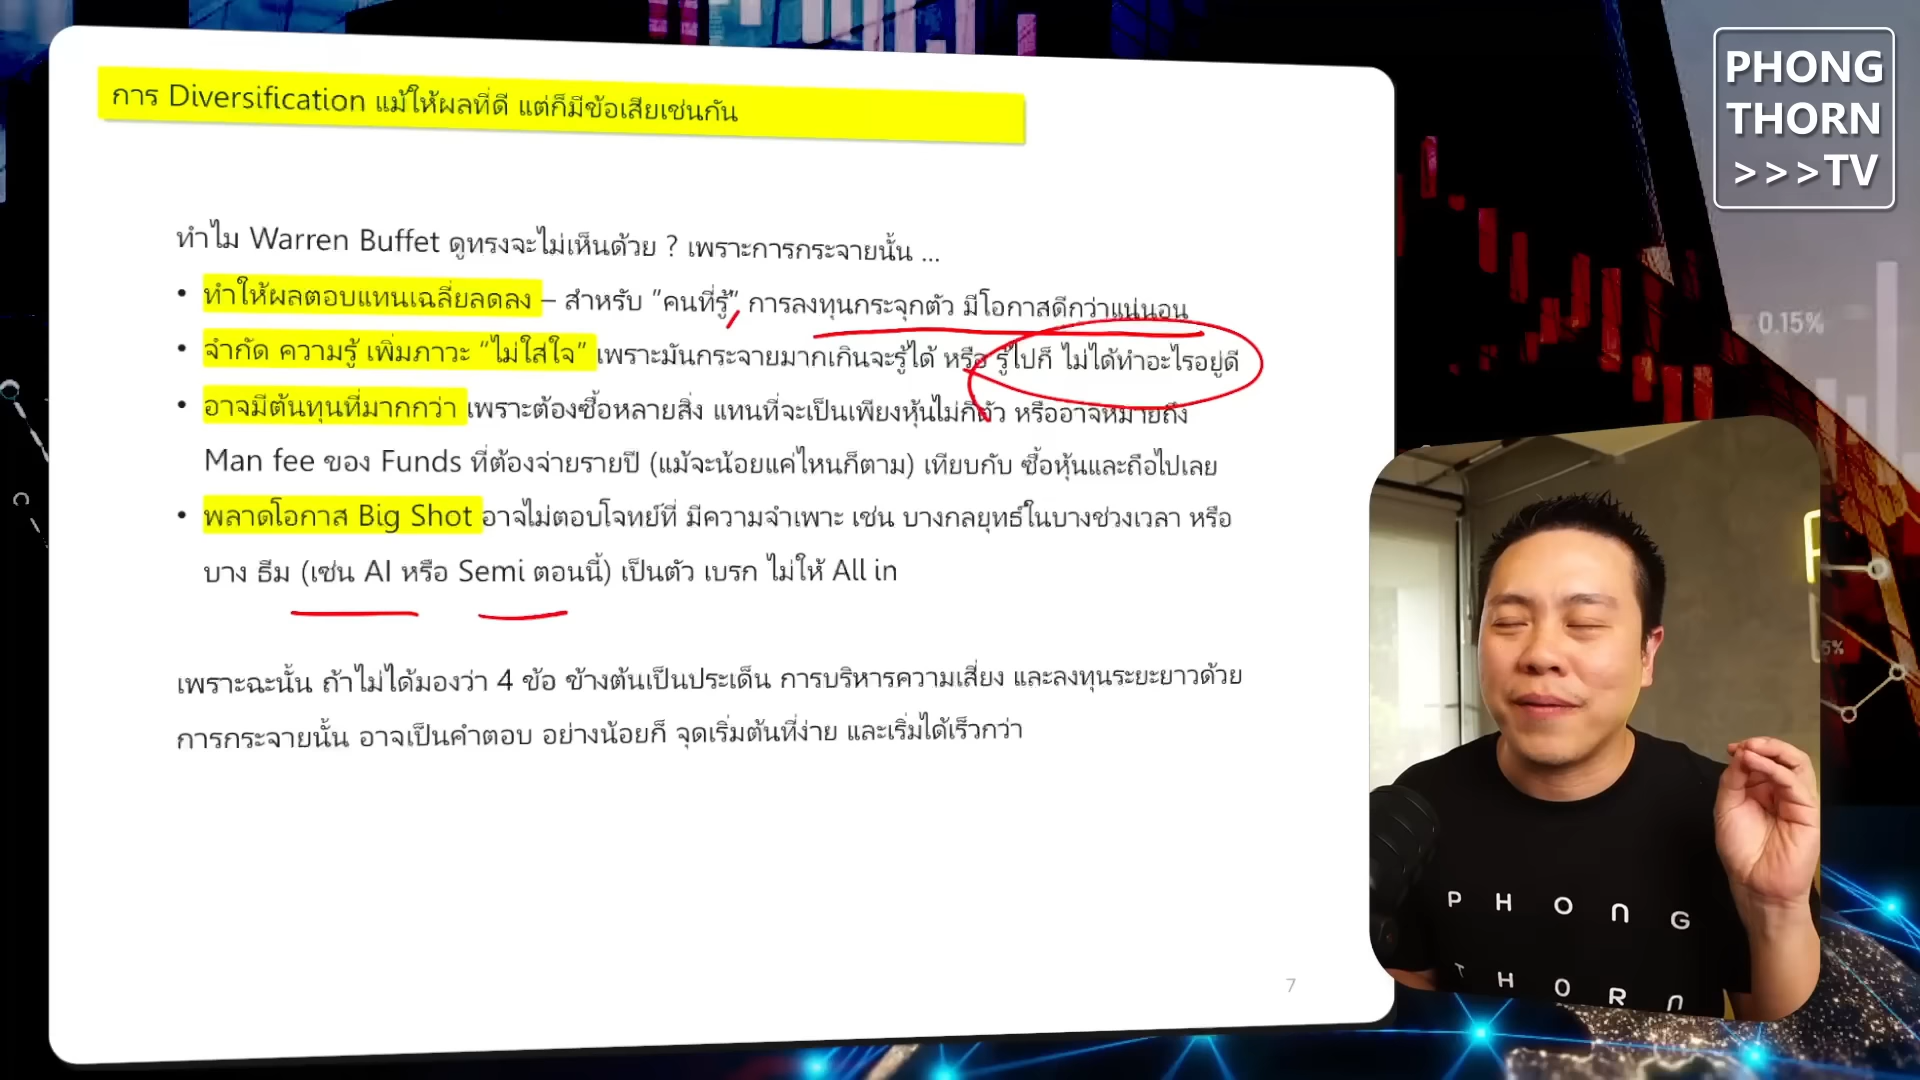 การ Diversification แม้ให้ผลที่ดี แต่ก็มีข้อเสียเช่นกัน
ทำไม Warren Buffet ดูทรงจะไม่เห็นด้วย ? เพราะการกระจายนั้น ...
• ทำให้ผลตอบแทนเฉลี่ยลดลง – สำหรับ "คนที่รู้" การลงทุนกระจุกตัว มีโอกาสดีกว่าแน่นอน
• จำกัด ความรู้ เพิ่มภาวะ "ไม่ใส่ใจ" เพราะมันกระจายมากเกินจะรู้ได้ หรือ รู้ไปก็ ไม่ได้ทำอะไรอยู่ดี
• อาจมีต้นทุนที่มากกว่า เพราะต้องซื้อหลายสิ่ง แทนที่จะเป็นเพียงหุ้นไม่กี่ตัว หรืออาจหมายถึง
Man fee ของ Funds ที่ต้องจ่ายรายปี (แม้จะน้อยแค่ไหนก็ตาม) เทียบกับ ซื้อหุ้นและถือไปเลย
• พลาดโอกาส Big Shot อาจไม่ตอบโจทย์ที่ มีความจำเพาะ เช่น บางกลยุทธ์ในบางช่วงเวลา หรือ
บาง ธีม (เช่น AI หรือ Semi ตอนนี้) เป็นตัว เบรก ไม่ให้ All in
เพราะฉะนั้น ถ้าไม่ได้มองว่า 4 ข้อ ข้างต้นเป็นประเด็น การบริหารความเสี่ยง และลงทุนระยะยาวด้วย
การกระจายนั้น อาจเป็นคำตอบ อย่างน้อยก็ จุดเริ่มต้นที่ง่าย และเริ่มได้เร็วกว่า
7
PHONG
THORN
>>>TV
0.15%
5%
PHONG
THORN